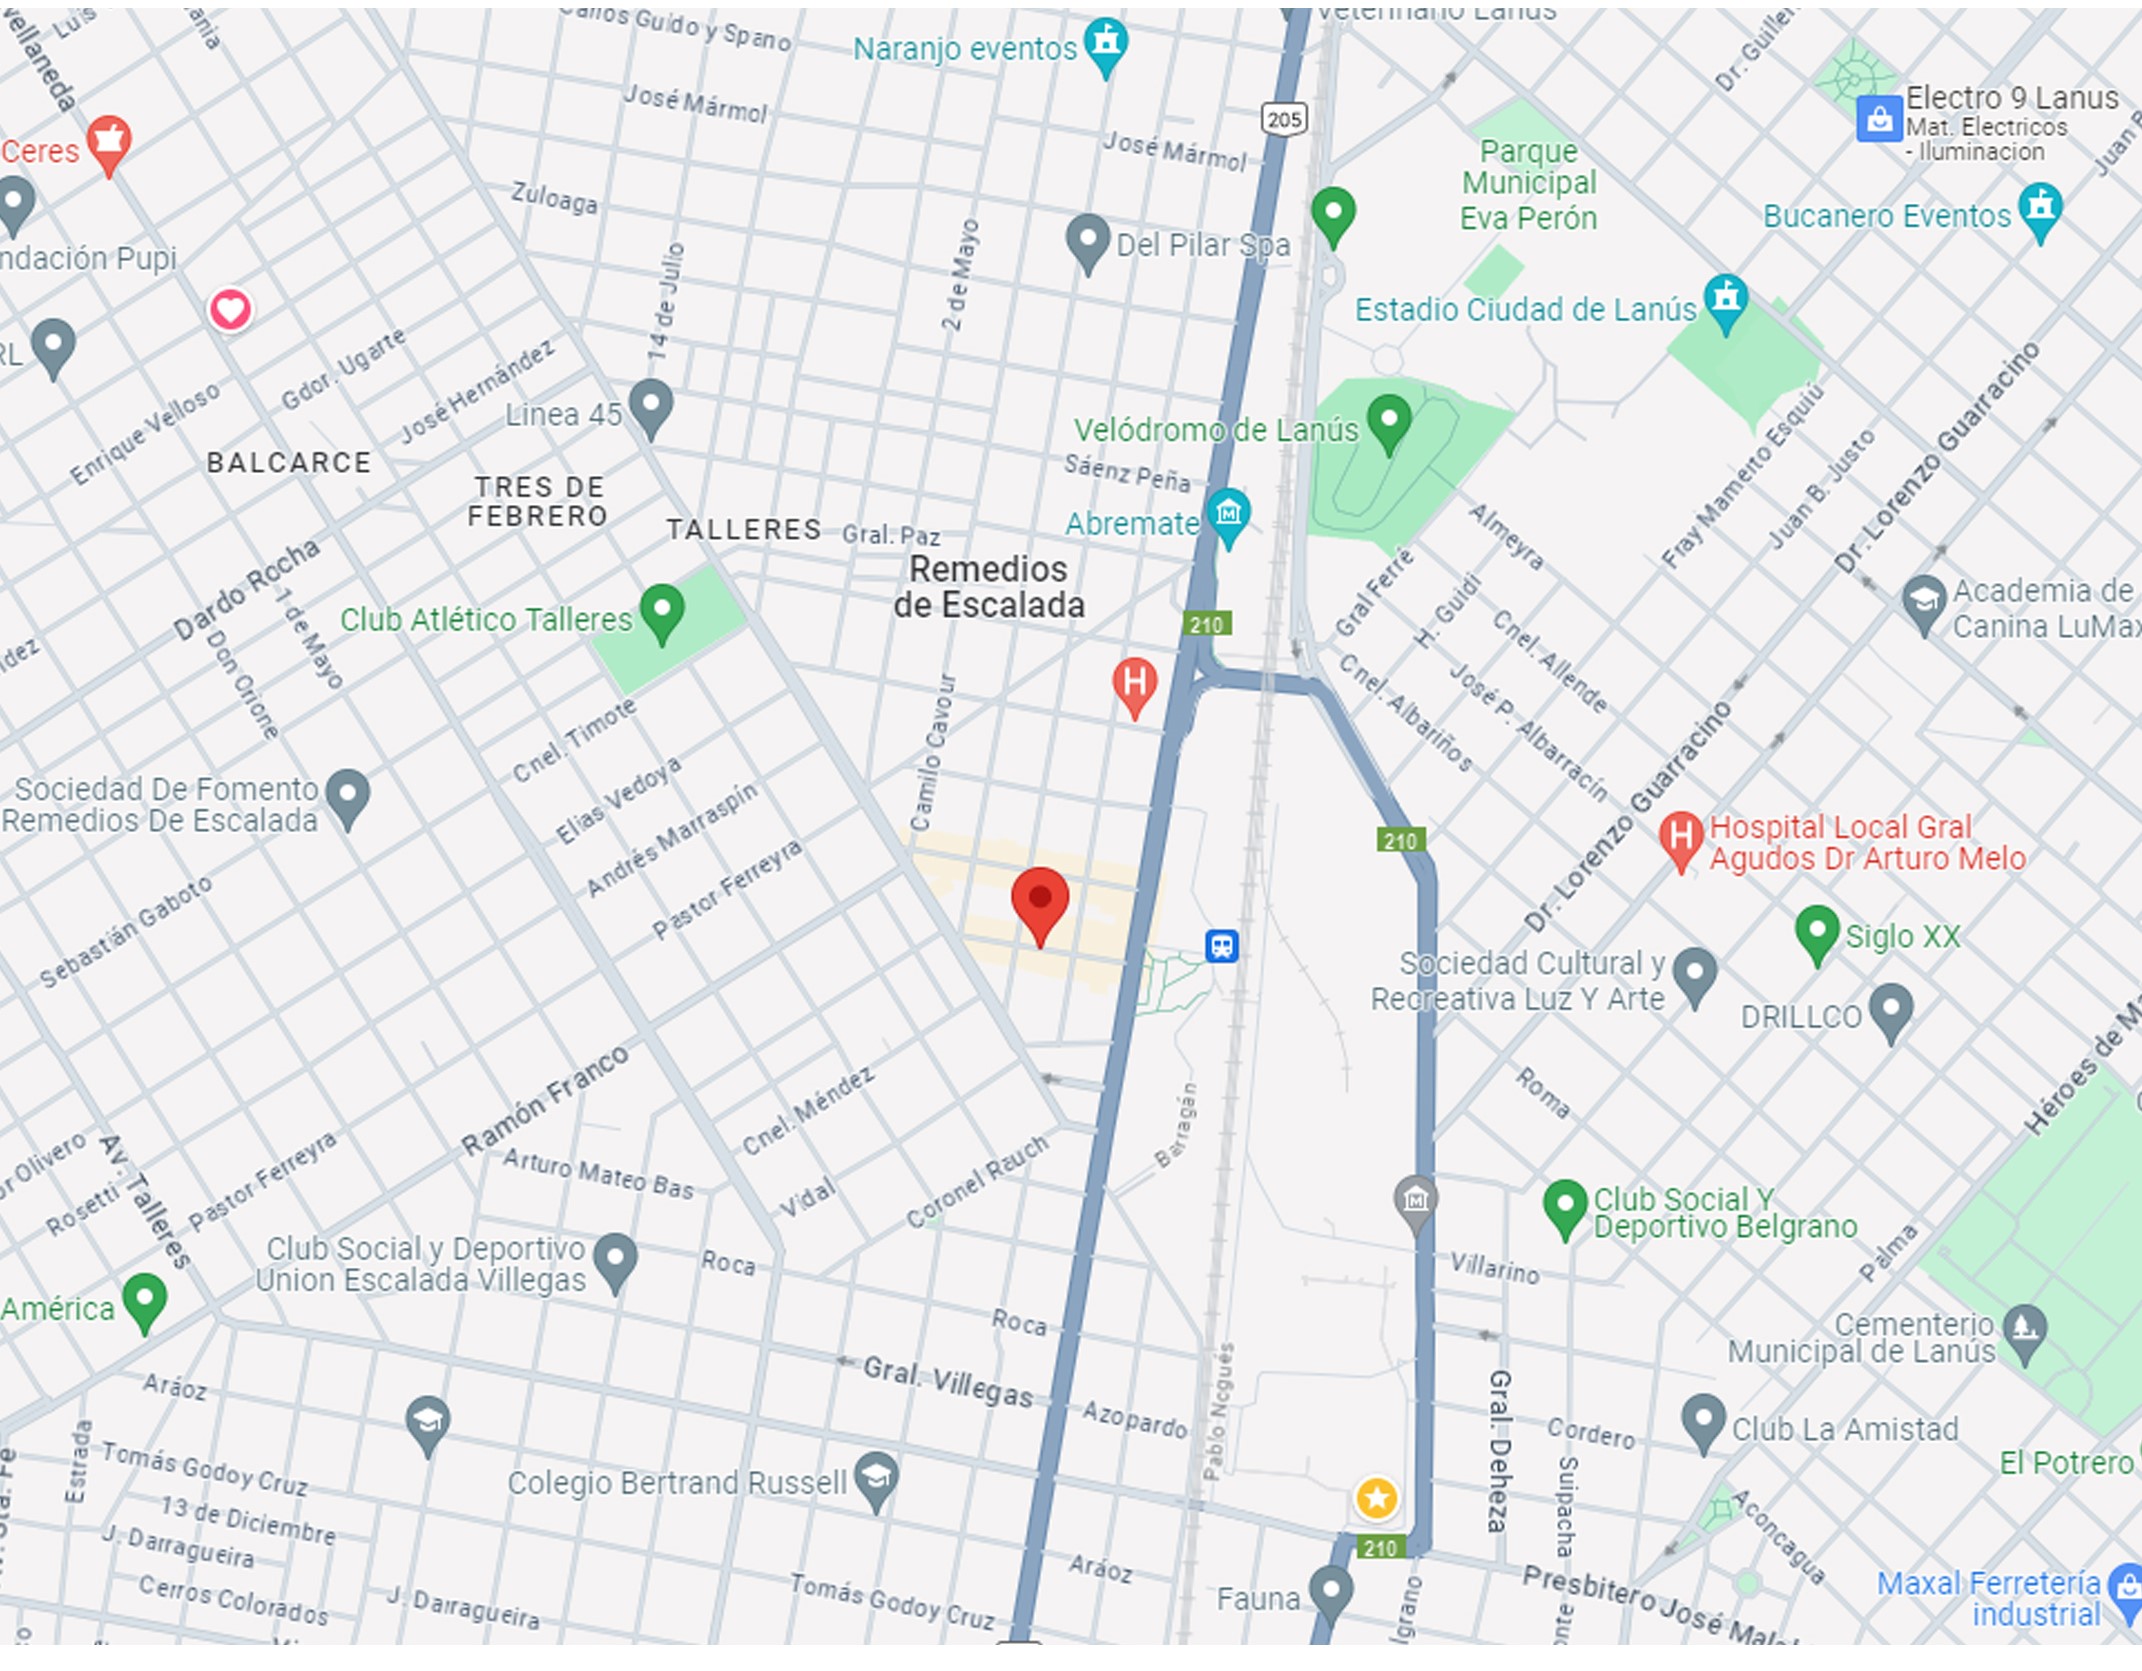 Luis
Carlos Guido y Spano
Naranjo eventos
Veterinario Lanús
Dr. Guiller
Electro 9 Lanus
Mat. Electricos
- Iluminacion
José Mármol
205
José Mármol
Parque
Municipal
Eva Perón
Ceres
Zuloaga
Bucanero Eventos
Del Pilar Spa
ndación Pupi
14 de Julio
2 de Mayo
Estadio Ciudad de Lanús
RL
Gdor. Ugarte
José Hernández
Enrique Velloso
Linea 45
Velódromo de Lanús
BALCARCE
TRES DE
FEBRERO
TALLERES
Sáenz Peña
Gral. Paz
Abremate
Almeyra
Fray Mamerto Esquiú
Juan B. Justo
Dr. Lorenzo Guarracino
Remedios
de Escalada
Dardo Rocha
1 de Mayo
Don Orione
Club Atlético Talleres
210
Gral Ferré
H. Guidi
Cnel. Allende
Academia de
Canina LuMax
Cnel. Albariños
José P. Albarracín
H
Cnel. Timote
Camilo Cavour
Elias Vedoya
Andrés Marraspín
Pastor Ferreyra
Sociedad De Fomento
Remedios De Escalada
210
Dr. Lorenzo Guarracino
H
Hospital Local Gral
Agudos Dr Arturo Melo
Sebastián Gaboto
Siglo XX
Sociedad Cultural y
Recreativa Luz Y Arte
DRILLCO
Ramón Franco
Cnel. Méndez
Barragán
Roma
Héroes de Ma
or Olivero
Rosetti
Av. Talleres
Pastor Ferreyra
Arturo Mateo Bas
Vidal
Coronel Rauch
Club Social Y
Deportivo Belgrano
Club Social y Deportivo
Union Escalada Villegas
Roca
Villarino
Palma
América
Roca
Cementerio
Municipal de Lanús
Gral. Villegas
Pablo Nogués
Aráoz
Azopardo
Gral. Deheza
Cordero
Club La Amistad
Estrada
Tomás Godoy Cruz
Colegio Bertrand Russell
El Potrero
Suipacha
Aconcagua
13 de Diciembre
J. Darragueira
210
Cerros Colorados
J. Darragueira
Aráoz
Tomás Godoy Cruz
Fauna
lgrano
Presbitero José Mala
Maxal Ferretería
industrial